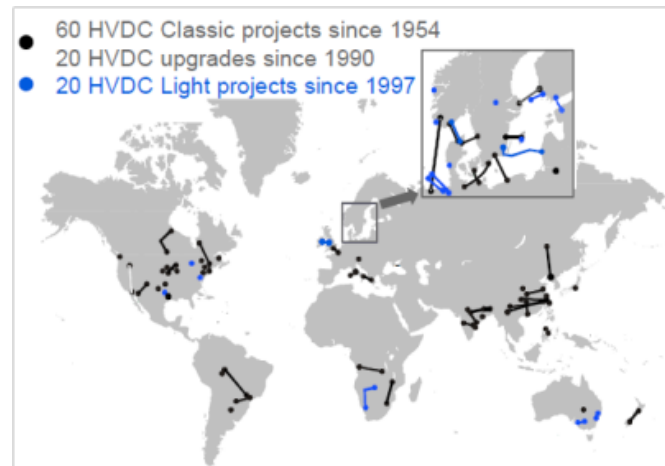 60 HVDC Classic projects since 1954
20 HVDC upgrades since 1990
20 HVDC Light projects since 1997